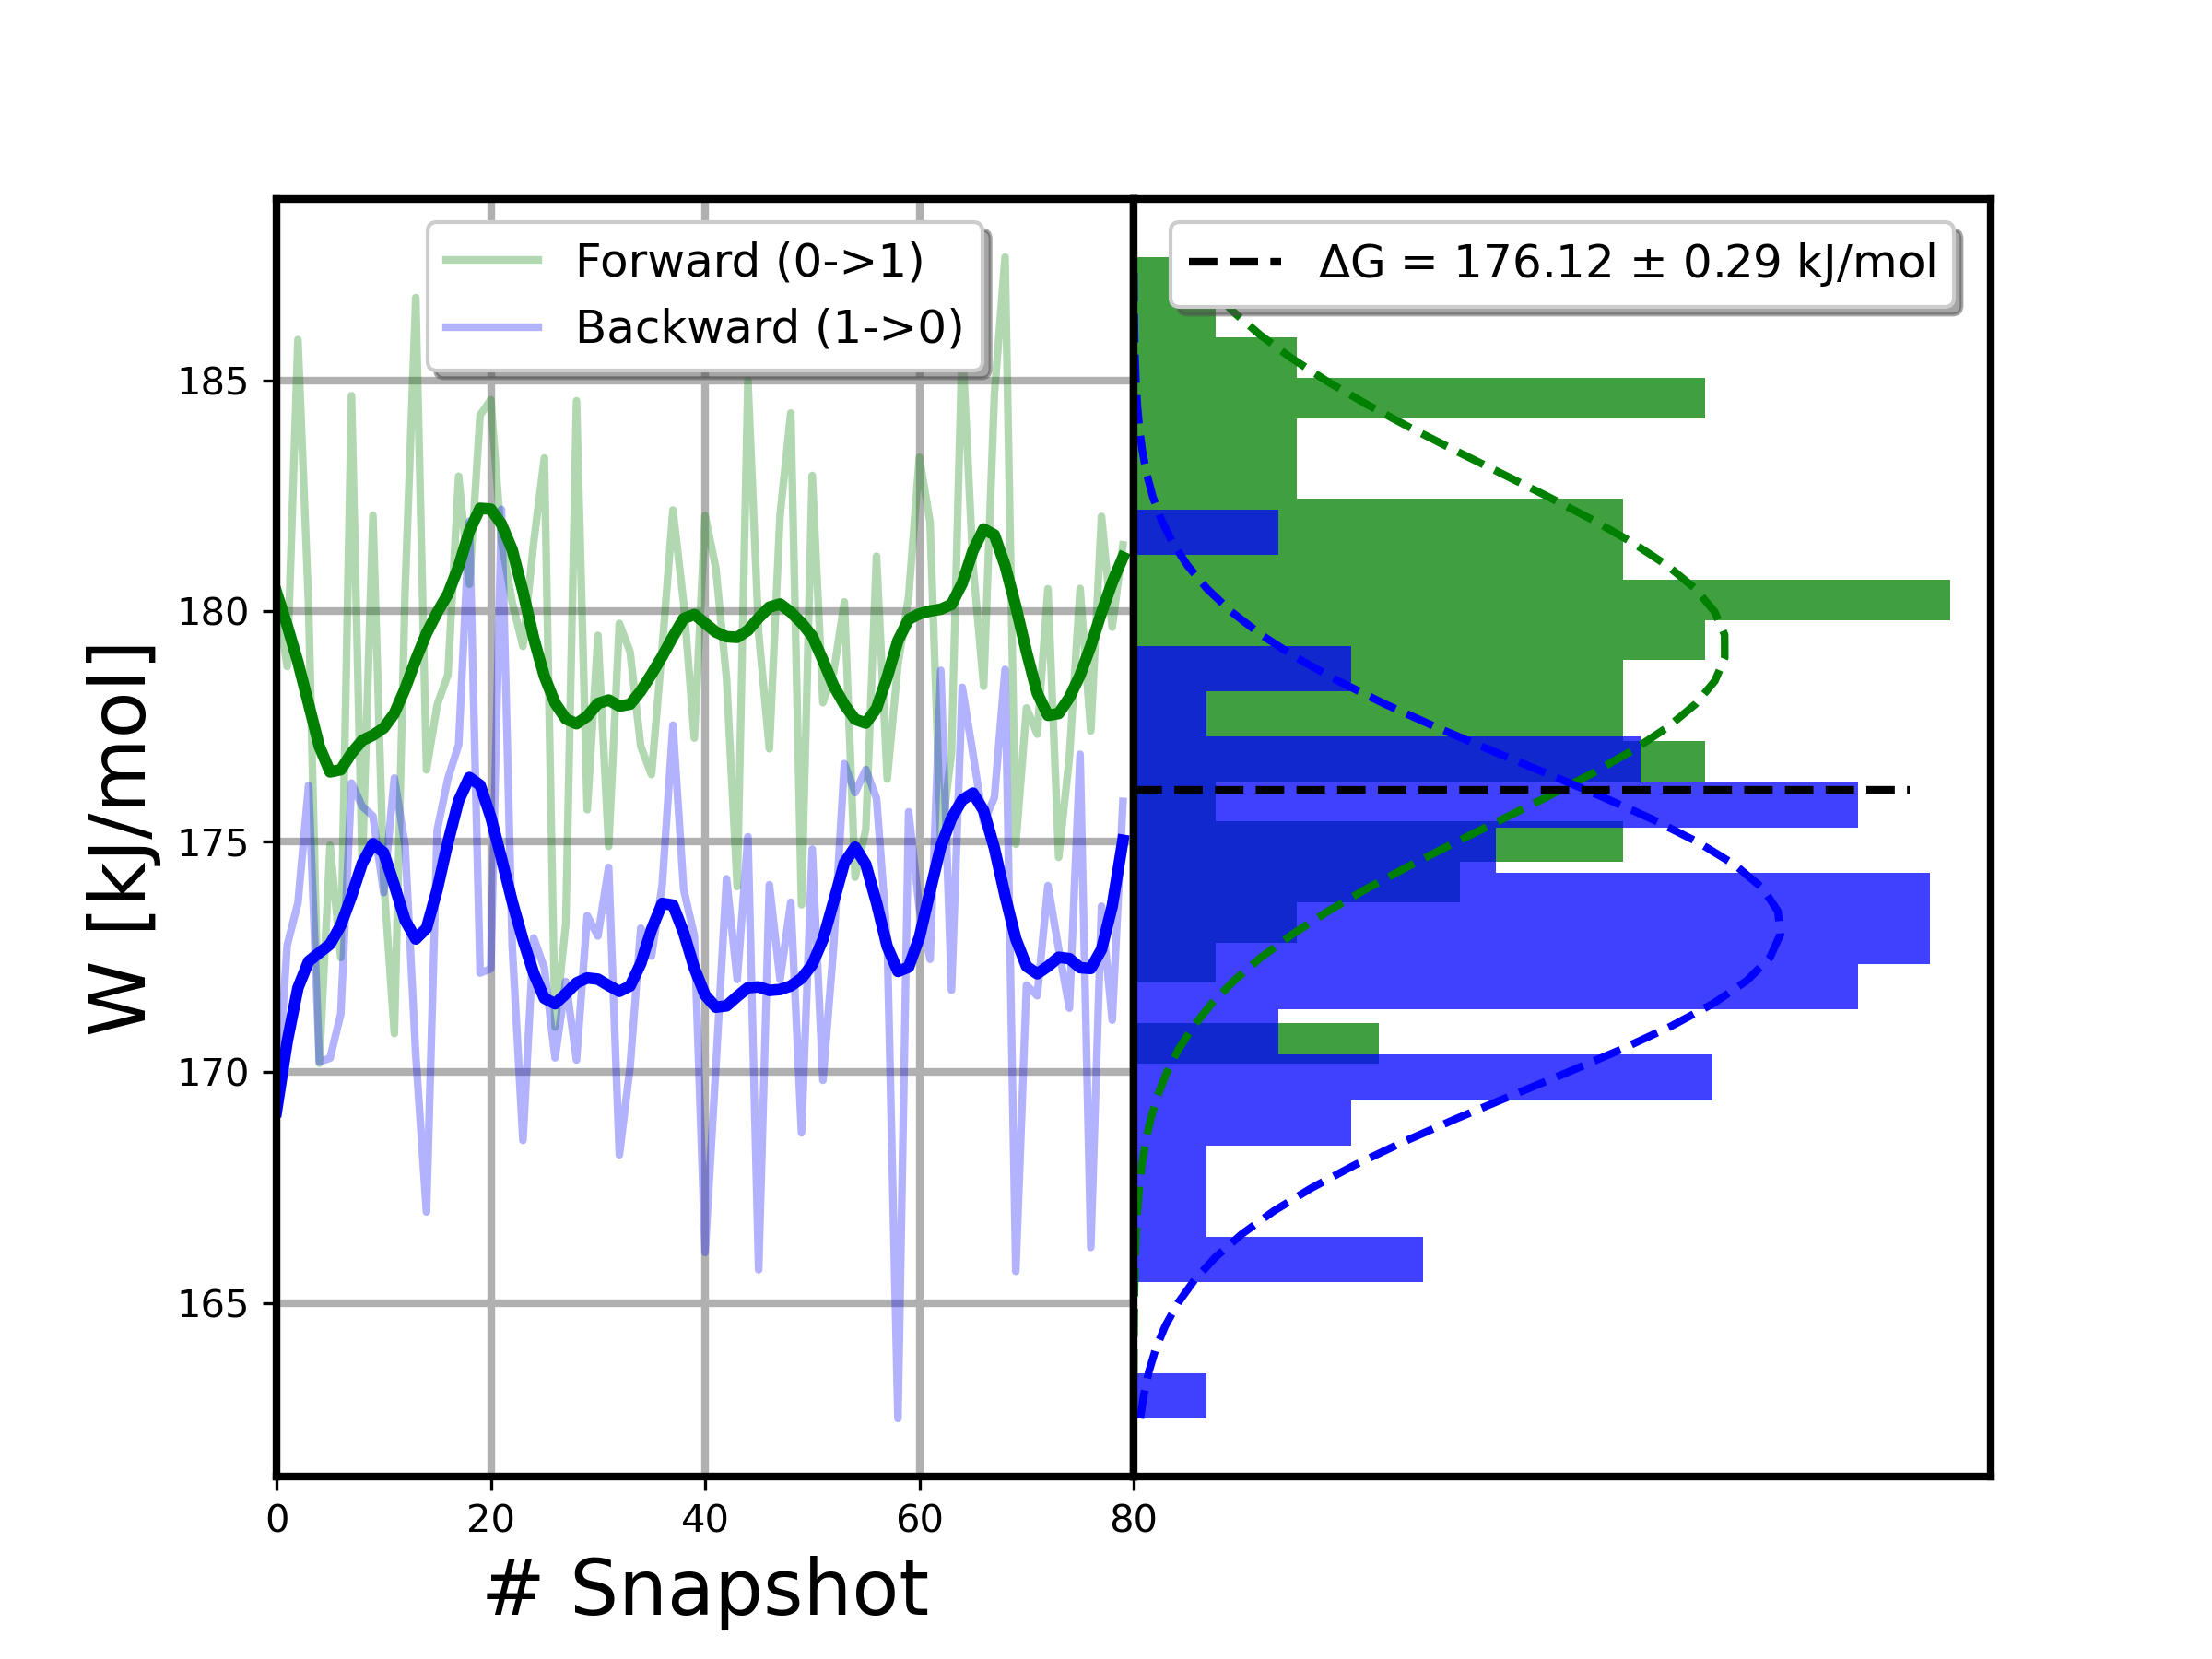 Forward (0->1)
Backward (1->0)
ΔG = 176.12 ± 0.29 kJ/mol
185
180
175
170
165
W [kJ/mol]
0 20 40 60 80
# Snapshot